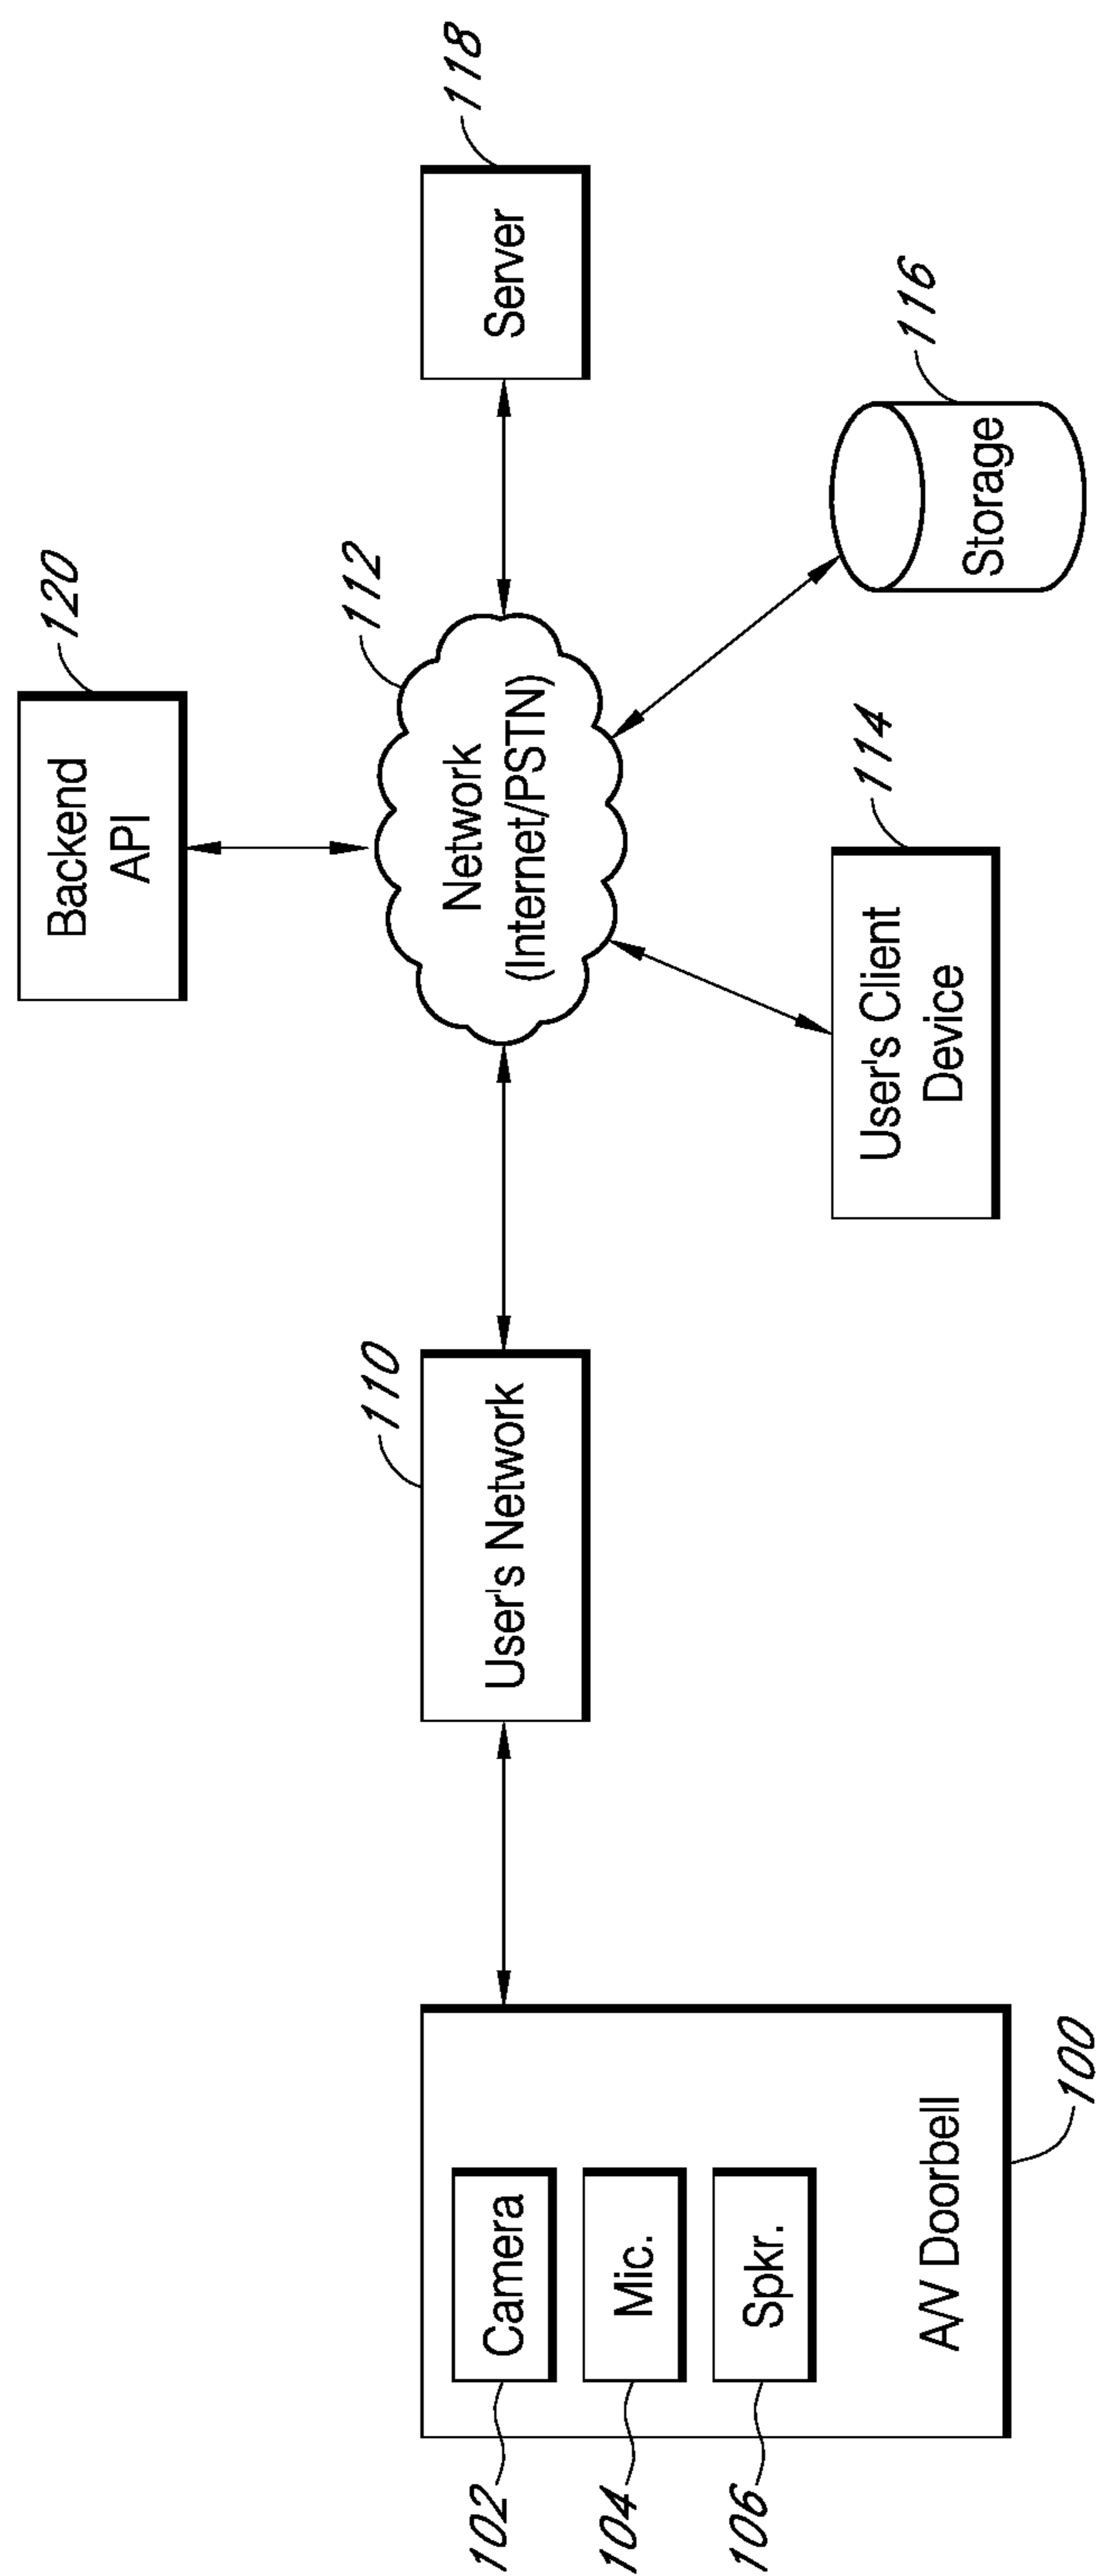 120
Backend
API
118
Server
112
Network
(Internet/PSTN)
110
User's Network
116
Storage
114
User's Client
Device
102
Camera
104
Mic.
106
Spkr.
A/V Doorbell
100